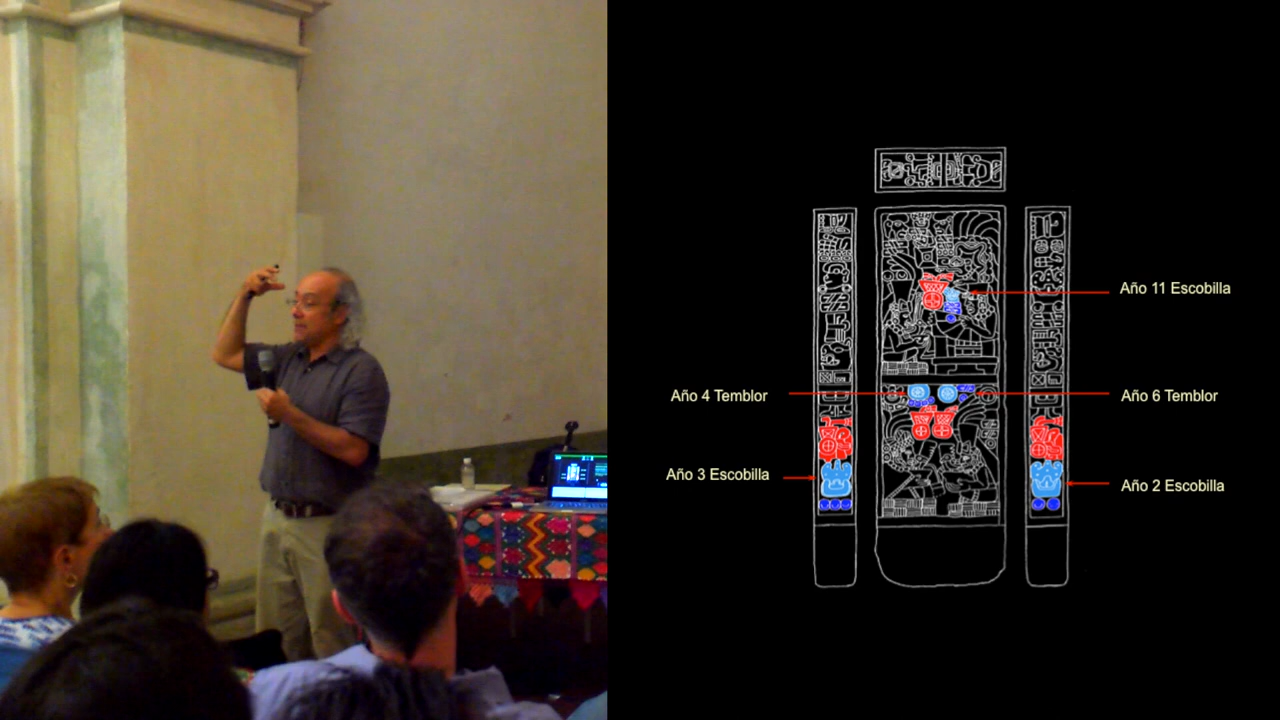 Año 11 Escobilla
Año 4 Temblor
Año 6 Temblor
Año 3 Escobilla
Año 2 Escobilla